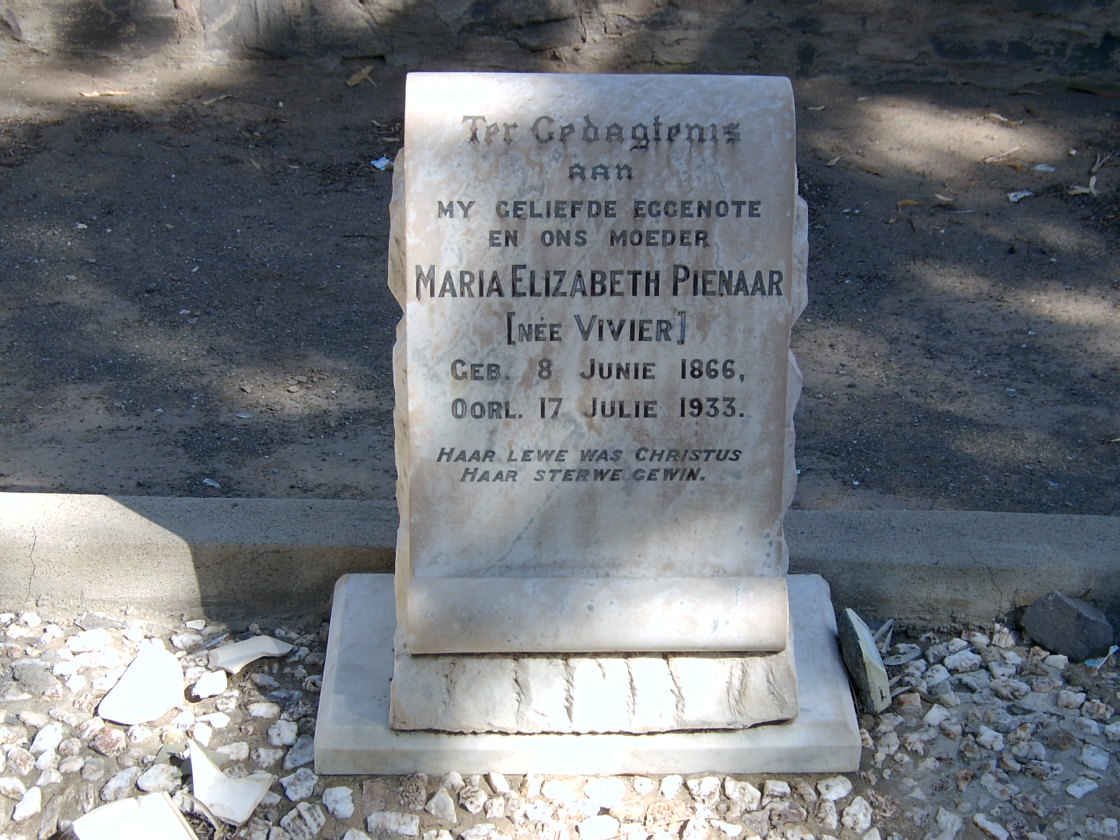 Ter Gedagtenis
aan
MY GELIEFDE EGGENOTE
EN ONS MOEDER
MARIA ELIZABETH PIENAAR
[NÉE VIVIER]
GEB. 8 JUNIE 1866,
OORL. 17 JULIE 1933.
HAAR LEWE WAS CHRISTUS
HAAR STERWE GEWIN.